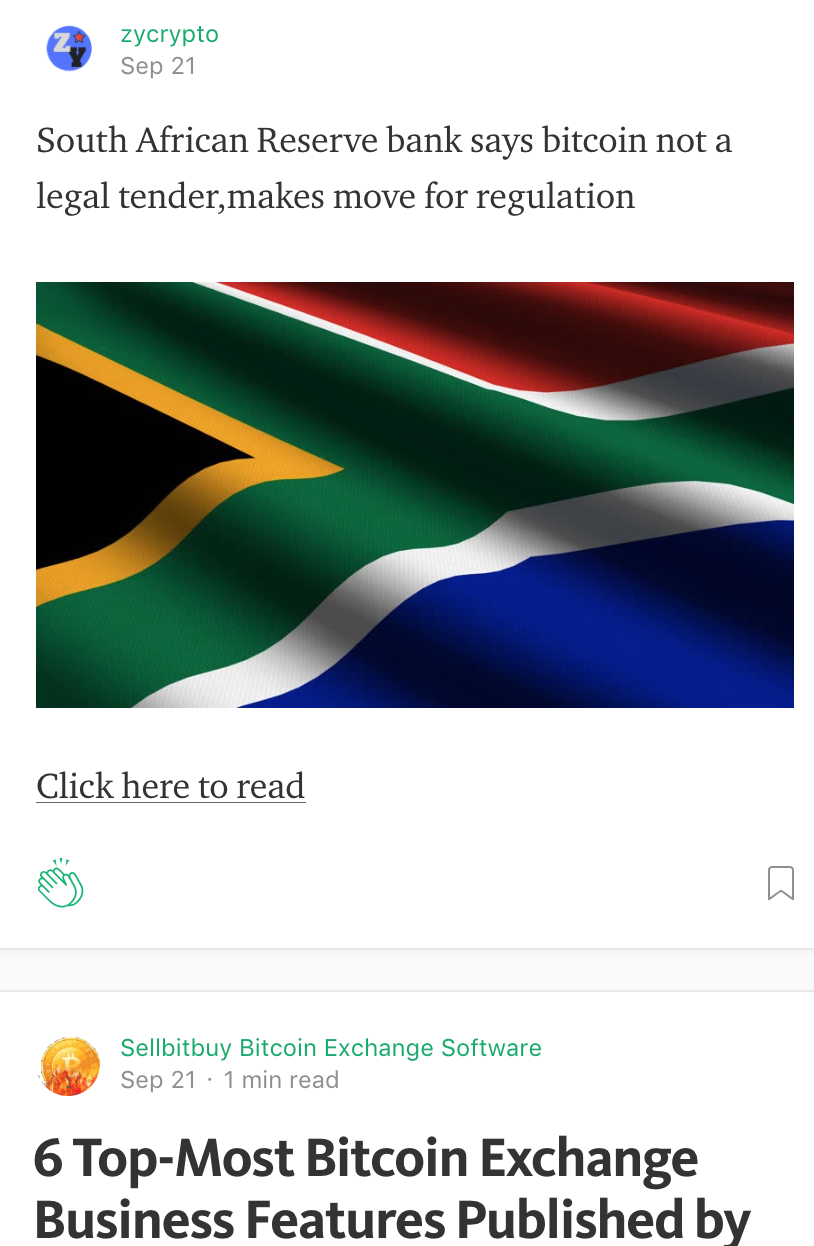 zycrypto
Sep 21
South African Reserve bank says bitcoin not a
legal tender,makes move for regulation
Click here to read
Sellbitbuy Bitcoin Exchange Software
Sep 21 · 1 min read
6 Top-Most Bitcoin Exchange
Business Features Published by